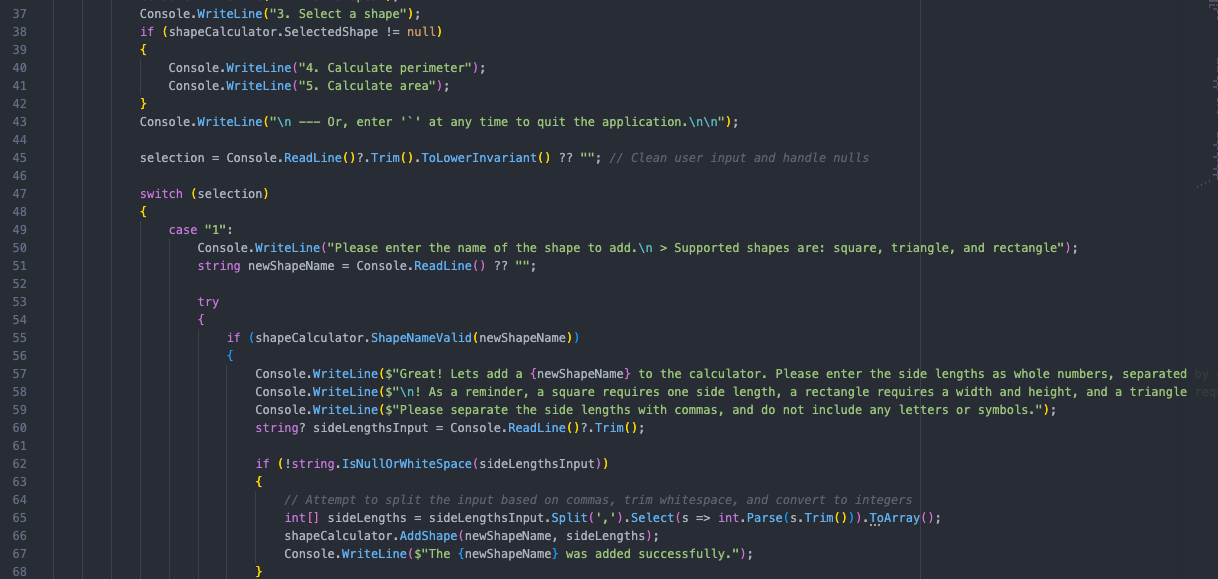 37 Console.WriteLine("3. Select a shape");
38 if (shapeCalculator.SelectedShape != null)
39 {
40 Console.WriteLine("4. Calculate perimeter");
41 Console.WriteLine("5. Calculate area");
42 }
43 Console.WriteLine("\n --- Or, enter '`' at any time to quit the application.\n\n");
44
45 selection = Console.ReadLine()?.Trim().ToLowerInvariant() ?? ""; // Clean user input and handle nulls
46
47 switch (selection)
48 {
49 case "1":
50 Console.WriteLine("Please enter the name of the shape to add.\n > Supported shapes are: square, triangle, and rectangle");
51 string newShapeName = Console.ReadLine() ?? "";
52
53 try
54 {
55 if (shapeCalculator.ShapeNameValid(newShapeName))
56 {
57 Console.WriteLine($"Great! Lets add a {newShapeName} to the calculator. Please enter the side lengths as whole numbers, separated by
58 Console.WriteLine($"\n! As a reminder, a square requires one side length, a rectangle requires a width and height, and a triangle
59 Console.WriteLine($"Please separate the side lengths with commas, and do not include any letters or symbols.");
60 string? sideLengthsInput = Console.ReadLine()?.Trim();
61
62 if (!string.IsNullOrWhiteSpace(sideLengthsInput))
63 {
64 // Attempt to split the input based on commas, trim whitespace, and convert to integers
65 int[] sideLengths = sideLengthsInput.Split(',').Select(s => int.Parse(s.Trim())).ToArray();
66 shapeCalculator.AddShape(newShapeName, sideLengths);
67 Console.WriteLine($"The {newShapeName} was added successfully.");
68 }